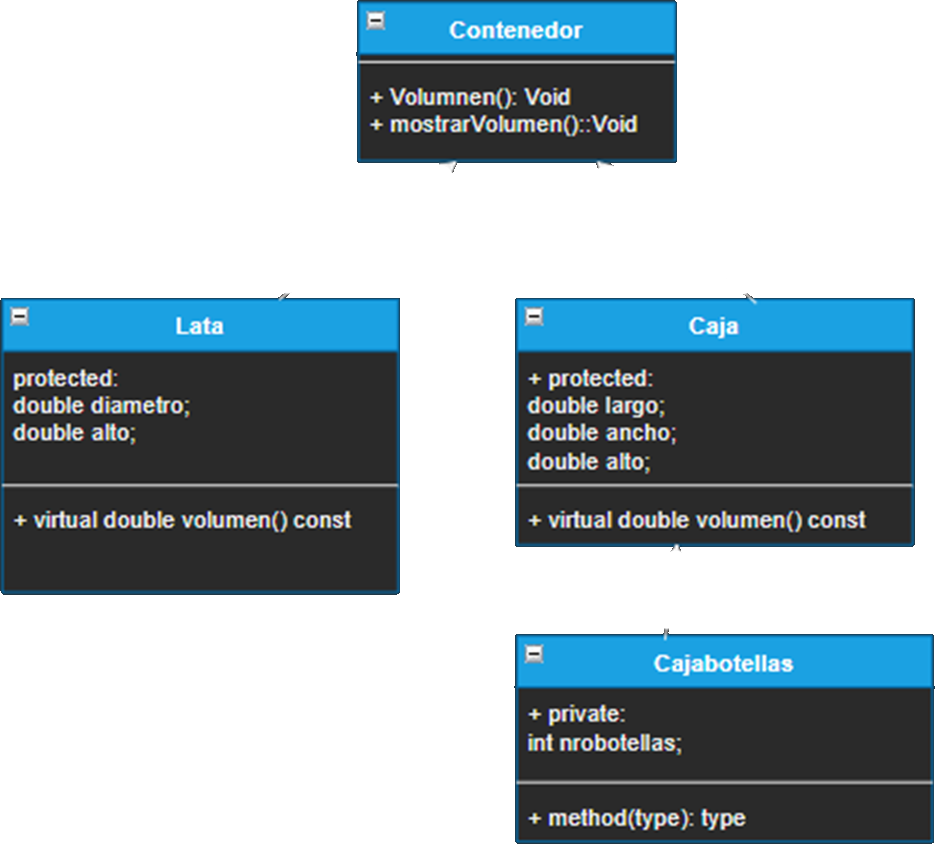 Contenedor
+ Volumnen(): Void
+ mostrarVolumen()::Void
Lata
protected:
double diametro;
double alto;
+ virtual double volumen() const
Caja
+ protected:
double largo;
double ancho;
double alto;
+ virtual double volumen() const
Cajabotellas
+ private:
int nrobotellas;
+ method(type): type